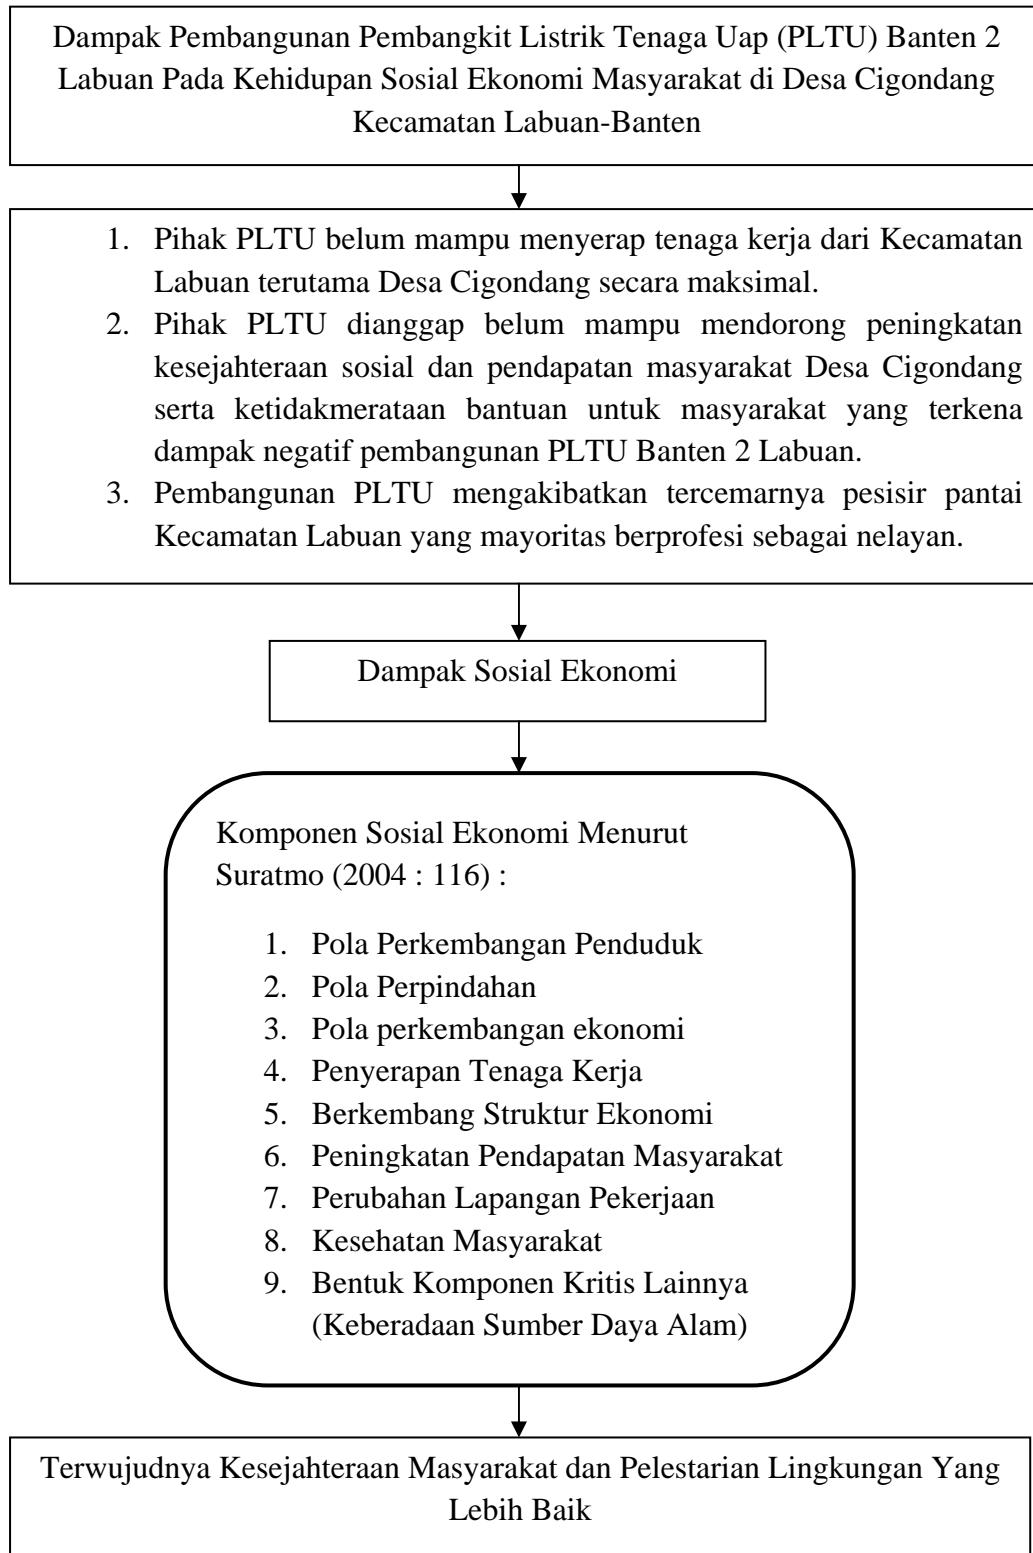 Dampak Pembangunan Pembangkit Listrik Tenaga Uap (PLTU) Banten 2
Labuan Pada Kehidupan Sosial Ekonomi Masyarakat di Desa Cigondang
Kecamatan Labuan-Banten
1. Pihak PLTU belum mampu menyerap tenaga kerja dari Kecamatan
Labuan terutama Desa Cigondang secara maksimal.
2. Pihak PLTU dianggap belum mampu mendorong peningkatan
kesejahteraan sosial dan pendapatan masyarakat Desa Cigondang
serta ketidakmerataan bantuan untuk masyarakat yang terkena
dampak negatif pembangunan PLTU Banten 2 Labuan.
3. Pembangunan PLTU mengakibatkan tercemarnya pesisir pantai
Kecamatan Labuan yang mayoritas berprofesi sebagai nelayan.
Dampak Sosial Ekonomi
Komponen Sosial Ekonomi Menurut
Suratmo (2004 : 116) :
1. Pola Perkembangan Penduduk
2. Pola Perpindahan
3. Pola perkembangan ekonomi
4. Penyerapan Tenaga Kerja
5. Berkembang Struktur Ekonomi
6. Peningkatan Pendapatan Masyarakat
7. Perubahan Lapangan Pekerjaan
8. Kesehatan Masyarakat
9. Bentuk Komponen Kritis Lainnya
(Keberadaan Sumber Daya Alam)
Terwujudnya Kesejahteraan Masyarakat dan Pelestarian Lingkungan Yang
Lebih Baik